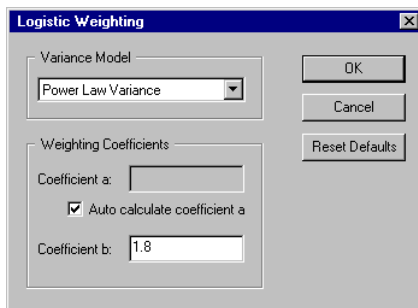 Logistic Weighting
Variance Model
Power Law Variance
OK
Cancel
Reset Defaults
Weighting Coefficients
Coefficient a:
Auto calculate coefficient a
Coefficient b: 1.8